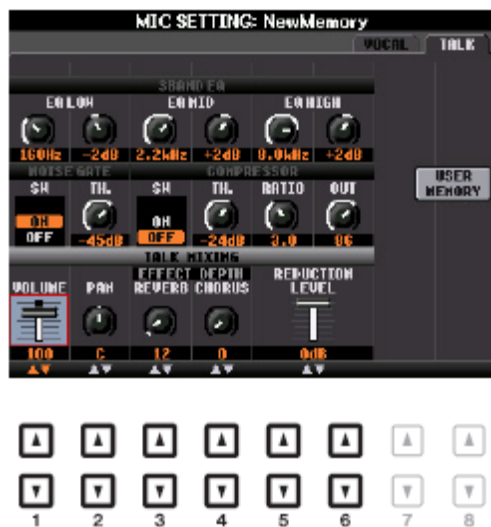 MIC SETTING: NewMemory
VOCAL TALK
3BAND EQ
EQ LOW EQ MID EQ HIGH
160Hz -2dB 2.2kHz +2dB 8.0kHz +2dB
NOISE GATE COMPRESSOR
SW TH. SW TH. RATIO OUT
ON ON
OFF -45dB OFF -24dB 3.0 86
USER
MEMORY
TALK MIXING
EFFECT DEPTH
VOLUME PAN REVERB CHORUS REDUCTION LEVEL
100 C 12 0 0dB
1 2 3 4 5 6 7 8